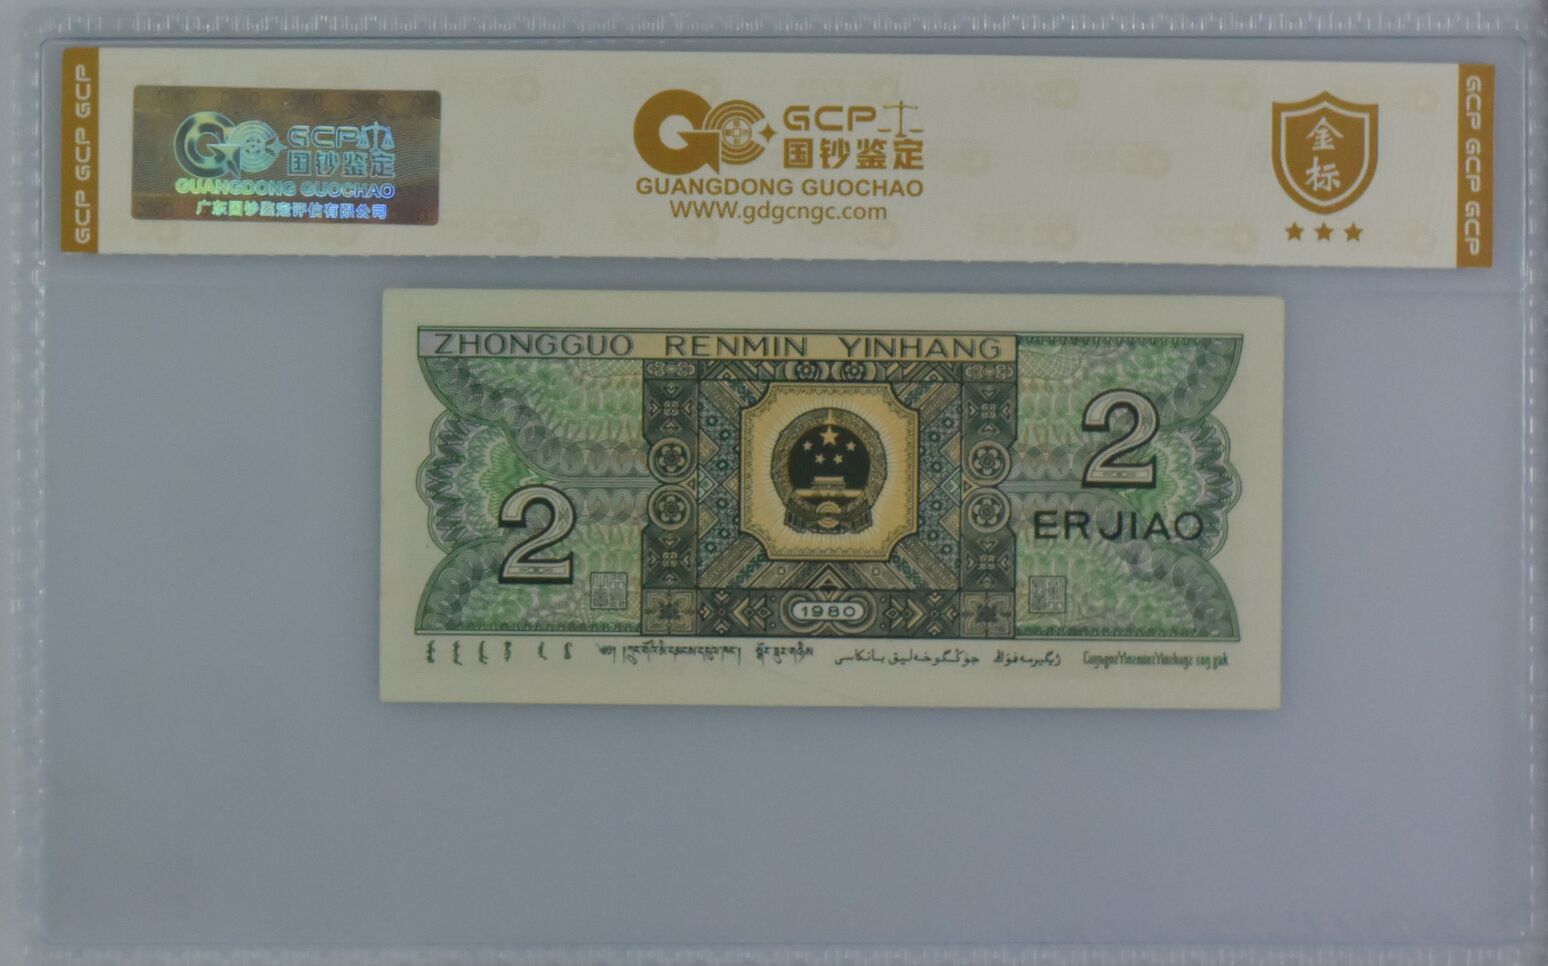 GCP GCP GCP
GCP
国钞鉴定
GUANGDONG GUOCHAO
广东国钞鉴定评估有限公司
GCP
国钞鉴定
GUANGDONG GUOCHAO
WWW.gdgcngc.com
金标
GCP GCP GCP
ZHONGGUO RENMIN YINHANG
2
2
ERJIAO
1980
جۇڭگوخەلىق بانكاسى